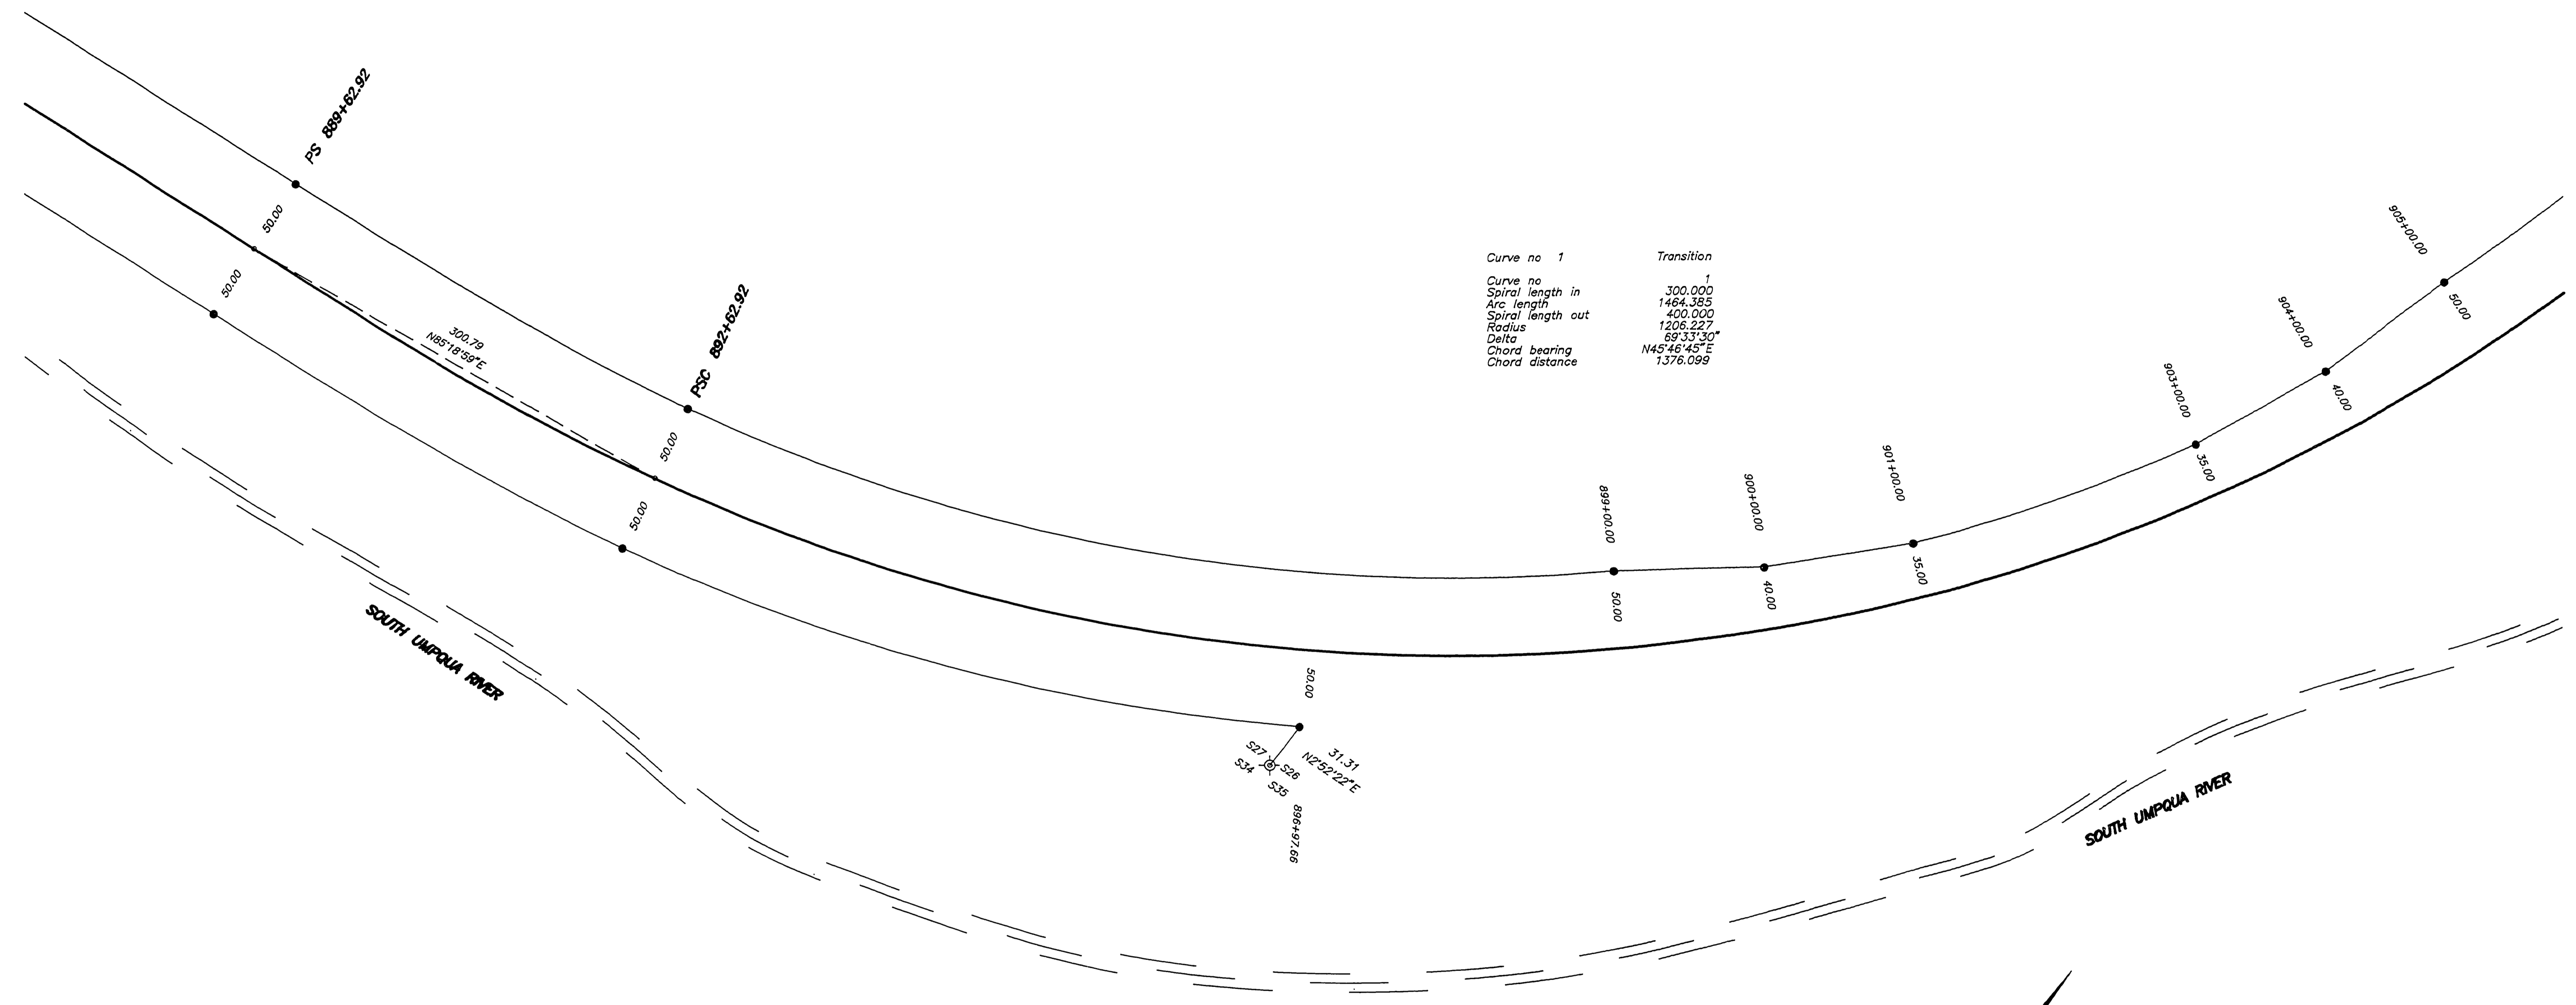 PS 889+62.92
50.00
50.00
300.79
N85°18'59"E
PSC 892+62.92
50.00
50.00
SOUTH UMPQUA RIVER
Curve no 1 Transition
Curve no 1
Spiral length in 300.000
Arc length 1464.385
Spiral length out 400.000
Radius 1206.227
Delta 69°33'30"
Chord bearing N45°46'45"E
Chord distance 1376.099
899+00.00
50.00
900+00.00
40.00
901+00.00
35.00
903+00.00
35.00
904+00.00
40.00
905+00.00
50.00
50.00
31.31
N2°52'22"E
S27
S26
S34
S35
896+97.66
SOUTH UMPQUA RIVER